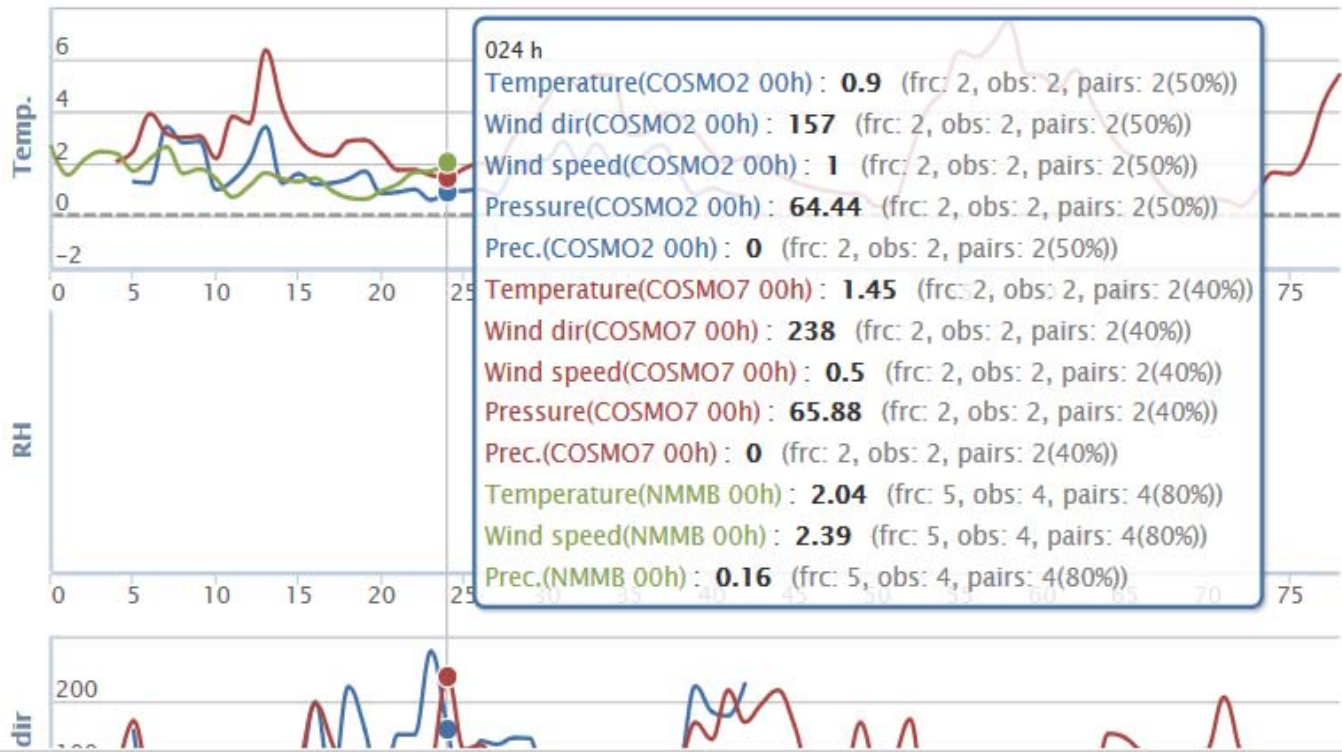 6
4
2
0
-2
Temp.
0 5 10 15 20 25 75
024 h
Temperature(COSMO2 00h) : 0.9 (frc: 2, obs: 2, pairs: 2(50%))
Wind dir(COSMO2 00h) : 157 (frc: 2, obs: 2, pairs: 2(50%))
Wind speed(COSMO2 00h) : 1 (frc: 2, obs: 2, pairs: 2(50%))
Pressure(COSMO2 00h) : 64.44 (frc: 2, obs: 2, pairs: 2(50%))
Prec.(COSMO2 00h) : 0 (frc: 2, obs: 2, pairs: 2(50%))
Temperature(COSMO7 00h) : 1.45 (frc: 2, obs: 2, pairs: 2(40%))
Wind dir(COSMO7 00h) : 238 (frc: 2, obs: 2, pairs: 2(40%))
Wind speed(COSMO7 00h) : 0.5 (frc: 2, obs: 2, pairs: 2(40%))
Pressure(COSMO7 00h) : 65.88 (frc: 2, obs: 2, pairs: 2(40%))
Prec.(COSMO7 00h) : 0 (frc: 2, obs: 2, pairs: 2(40%))
Temperature(NMMB 00h) : 2.04 (frc: 5, obs: 4, pairs: 4(80%))
Wind speed(NMMB 00h) : 2.39 (frc: 5, obs: 4, pairs: 4(80%))
Prec.(NMMB 00h) : 0.16 (frc: 5, obs: 4, pairs: 4(80%))
RH
0 5 10 15 20 25 30 35 40 45 50 55 60 65 70 75
200
dir